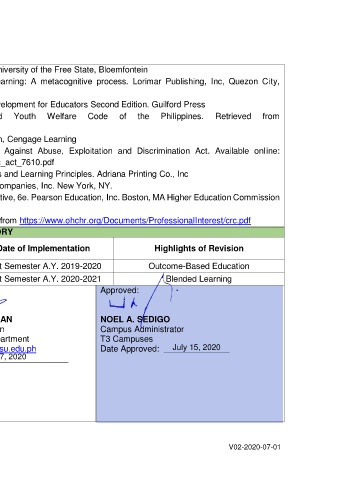 niversity of the Free State, Bloemfontein
earning: A metacognitive process. Lorimar Publishing, Inc, Quezon City,
velopment for Educators Second Edition. Guilford Press
d Youth Welfare Code of the Philippines. Retrieved from
n, Cengage Learning
Against Abuse, Exploitation and Discrimination Act. Available online:
c_act_7610.pdf
s and Learning Principles. Adriana Printing Co., Inc
ompanies, Inc. New York, NY.
tive, 6e. Pearson Education, Inc. Boston, MA Higher Education Commission
from https://www.ohchr.org/Documents/ProfessionalInterest/crc.pdf
ORY
Date of Implementation Highlights of Revision
t Semester A.Y. 2019-2020 Outcome-Based Education
t Semester A.Y. 2020-2021 Blended Learning
Approved:
AN NOEL A. SEDIGO
n Campus Administrator
artment T3 Campuses
su.edu.ph Date Approved: July 15, 2020
7, 2020
V02-2020-07-01